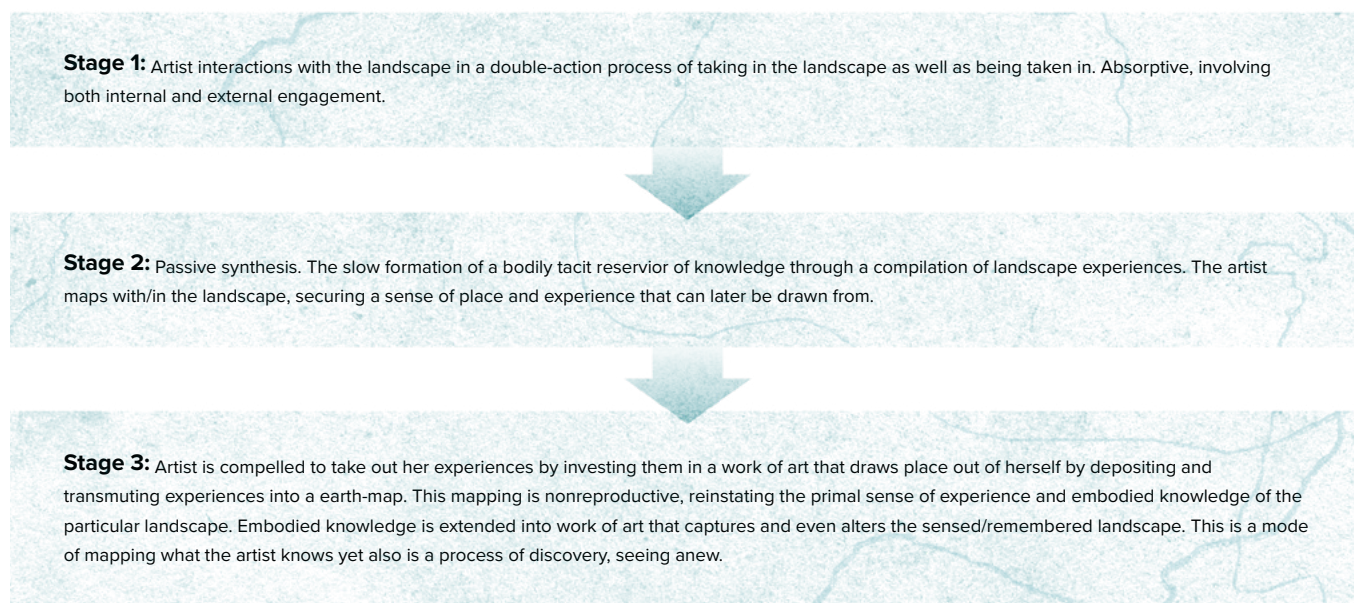 Stage 1: Artist interactions with the landscape in a double-action process of taking in the landscape as well as being taken in. Absorptive, involving
both internal and external engagement.
Stage 2: Passive synthesis. The slow formation of a bodily tacit reservior of knowledge through a compilation of landscape experiences. The artist
maps with/in the landscape, securing a sense of place and experience that can later be drawn from.
Stage 3: Artist is compelled to take out her experiences by investing them in a work of art that draws place out of herself by depositing and
transmuting experiences into a earth-map. This mapping is nonreproductive, reinstating the primal sense of experience and embodied knowledge of the
particular landscape. Embodied knowledge is extended into work of art that captures and even alters the sensed/remembered landscape. This is a mode
of mapping what the artist knows yet also is a process of discovery, seeing anew.